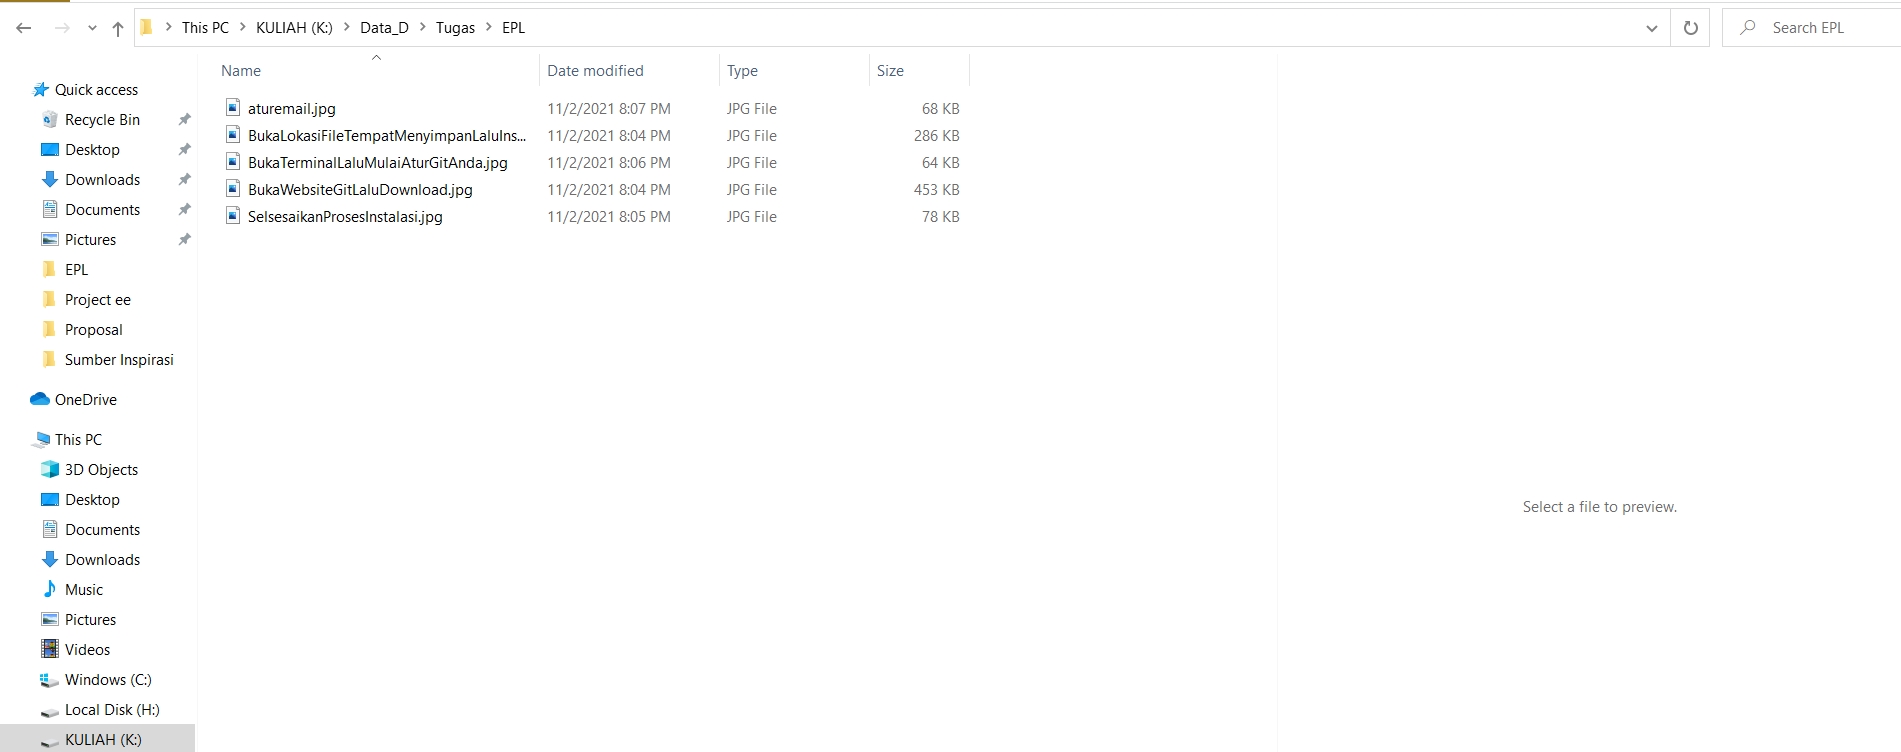 This PC > KULIAH (K:) > Data_D > Tugas > EPL
Search EPL
Quick access
Recycle Bin
Desktop
Downloads
Documents
Pictures
EPL
Project ee
Proposal
Sumber Inspirasi
OneDrive
This PC
3D Objects
Desktop
Documents
Downloads
Music
Pictures
Videos
Windows (C:)
Local Disk (H:)
KULIAH (K:)
Name Date modified Type Size
aturemail.jpg 11/2/2021 8:07 PM JPG File 68 KB
BukaLokasiFileTempatMenyimpanLaluIns... 11/2/2021 8:04 PM JPG File 286 KB
BukaTerminalLaluMulaiAturGitAnda.jpg 11/2/2021 8:06 PM JPG File 64 KB
BukaWebsiteGitLaluDownload.jpg 11/2/2021 8:04 PM JPG File 453 KB
SelsesaikanProsesInstalasi.jpg 11/2/2021 8:05 PM JPG File 78 KB
Select a file to preview.